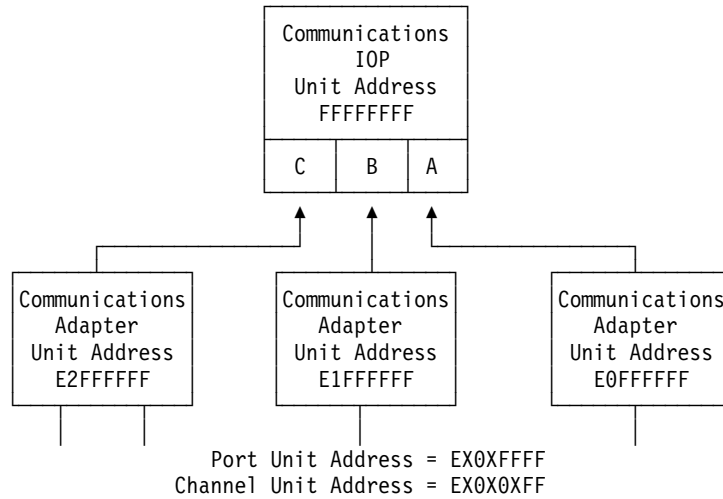 Communications
IOP
Unit Address
FFFFFFFF
C B A
Communications Communications Communications
Adapter Adapter Adapter
Unit Address Unit Address Unit Address
E2FFFFFF E1FFFFFF E0FFFFFF
Port Unit Address = EX0XFFFF
Channel Unit Address = EX0X0XFF